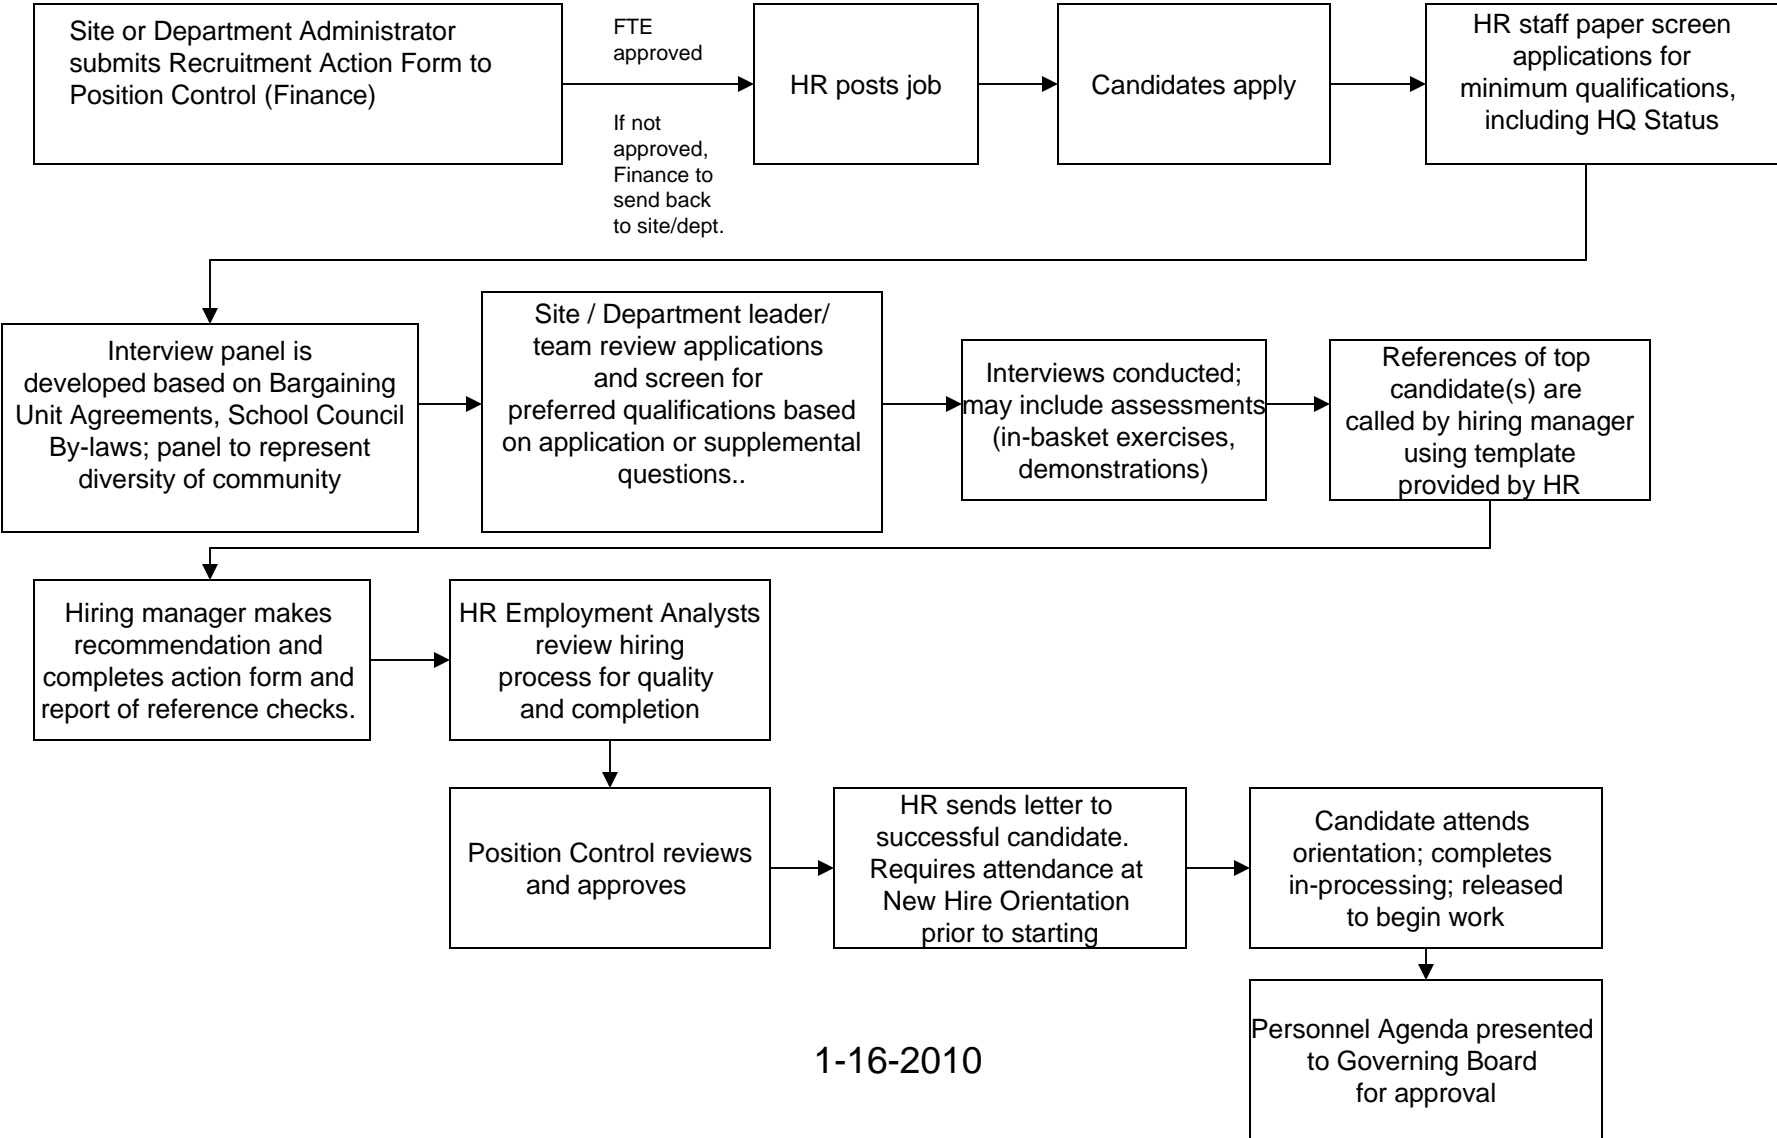 Site or Department Administrator
submits Recruitment Action Form to
Position Control (Finance)
FTE
approved
If not
approved,
Finance to
send back
to site/dept.
HR posts job
Candidates apply
HR staff paper screen
applications for
minimum qualifications,
including HQ Status
Interview panel is
developed based on Bargaining
Unit Agreements, School Council
By-laws; panel to represent
diversity of community
Site / Department leader/
team review applications
and screen for
preferred qualifications based
on application or supplemental
questions..
Interviews conducted;
may include assessments
(in-basket exercises,
demonstrations)
References of top
candidate(s) are
called by hiring manager
using template
provided by HR
Hiring manager makes
recommendation and
completes action form and
report of reference checks.
HR Employment Analysts
review hiring
process for quality
and completion
Position Control reviews
and approves
HR sends letter to
successful candidate.
Requires attendance at
New Hire Orientation
prior to starting
Candidate attends
orientation; completes
in-processing; released
to begin work
Personnel Agenda presented
to Governing Board
for approval
1-16-2010